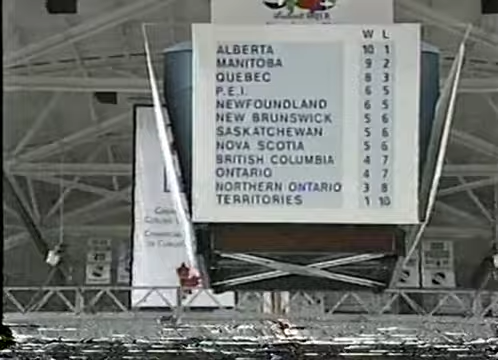 W L
ALBERTA 10 1
MANITOBA 9 2
QUEBEC 8 3
P.E.I. 6 5
NEWFOUNDLAND 6 5
NEW BRUNSWICK 5 6
SASKATCHEWAN 5 6
NOVA SCOTIA 5 6
BRITISH COLUMBIA 4 7
ONTARIO 4 7
NORTHERN ONTARIO 3 8
TERRITORIES 1 10